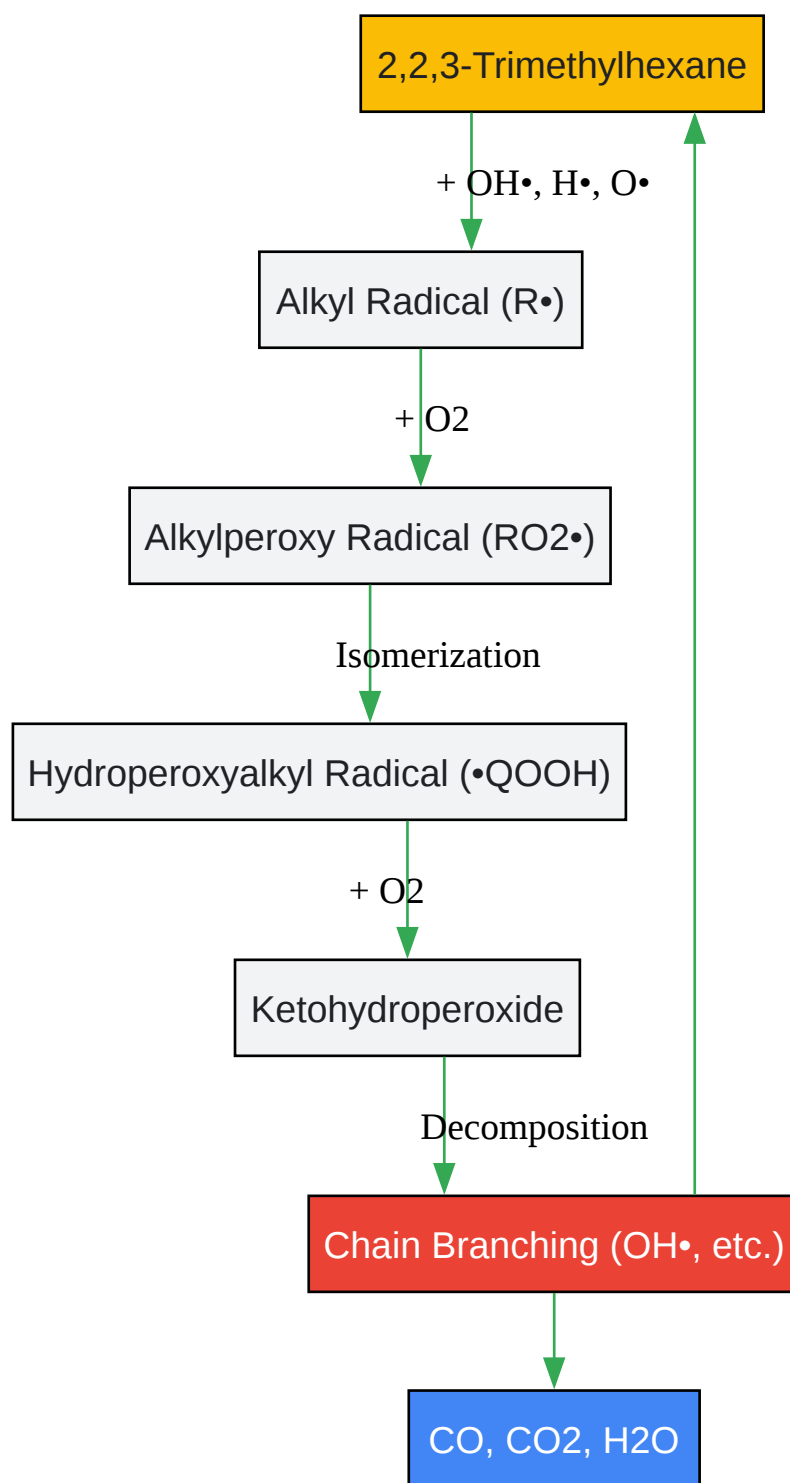 2,2,3-Trimethylhexane
+ OH•, H•, O•
Alkyl Radical (R•)
+ O2
Alkylperoxy Radical (RO2•)
Isomerization
Hydroperoxyalkyl Radical (•QOOH)
+ O2
Ketohydroperoxide
Decomposition
Chain Branching (OH•, etc.)
CO, CO2, H2O